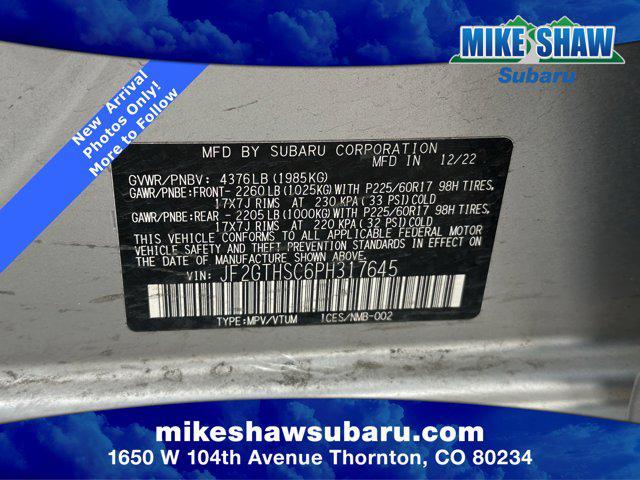 MIKE SHAW
Subaru
New Arrival
Photos Only!
More to Follow
MFD BY SUBARU CORPORATION
MFD IN 12/22
GVWR/PNBV: 4376LB (1985KG)
GAWR/PNBE:FRONT- 2260LB (1025KG)WITH P225/60R17 98H TIRES,
17X7J RIMS AT 230 KPA (33 PSI)COLD
GAWR/PNBE:REAR - 2205LB (1000KG)WITH P225/60R17 98H TIRES,
17X7J RIMS AT 220 KPA (32 PSI)COLD
THIS VEHICLE CONFORMS TO ALL APPLICABLE FEDERAL MOTOR
VEHICLE SAFETY AND THEFT PREVENTION STANDARDS IN EFFECT
ON THE DATE OF MANUFACTURE SHOWN ABOVE.
VIN: JF2GTHSC6PH317645
TYPE:MPV/VTUM ICES/NMB-002
mikeshawsubaru.com
1650 W 104th Avenue Thornton, CO 80234